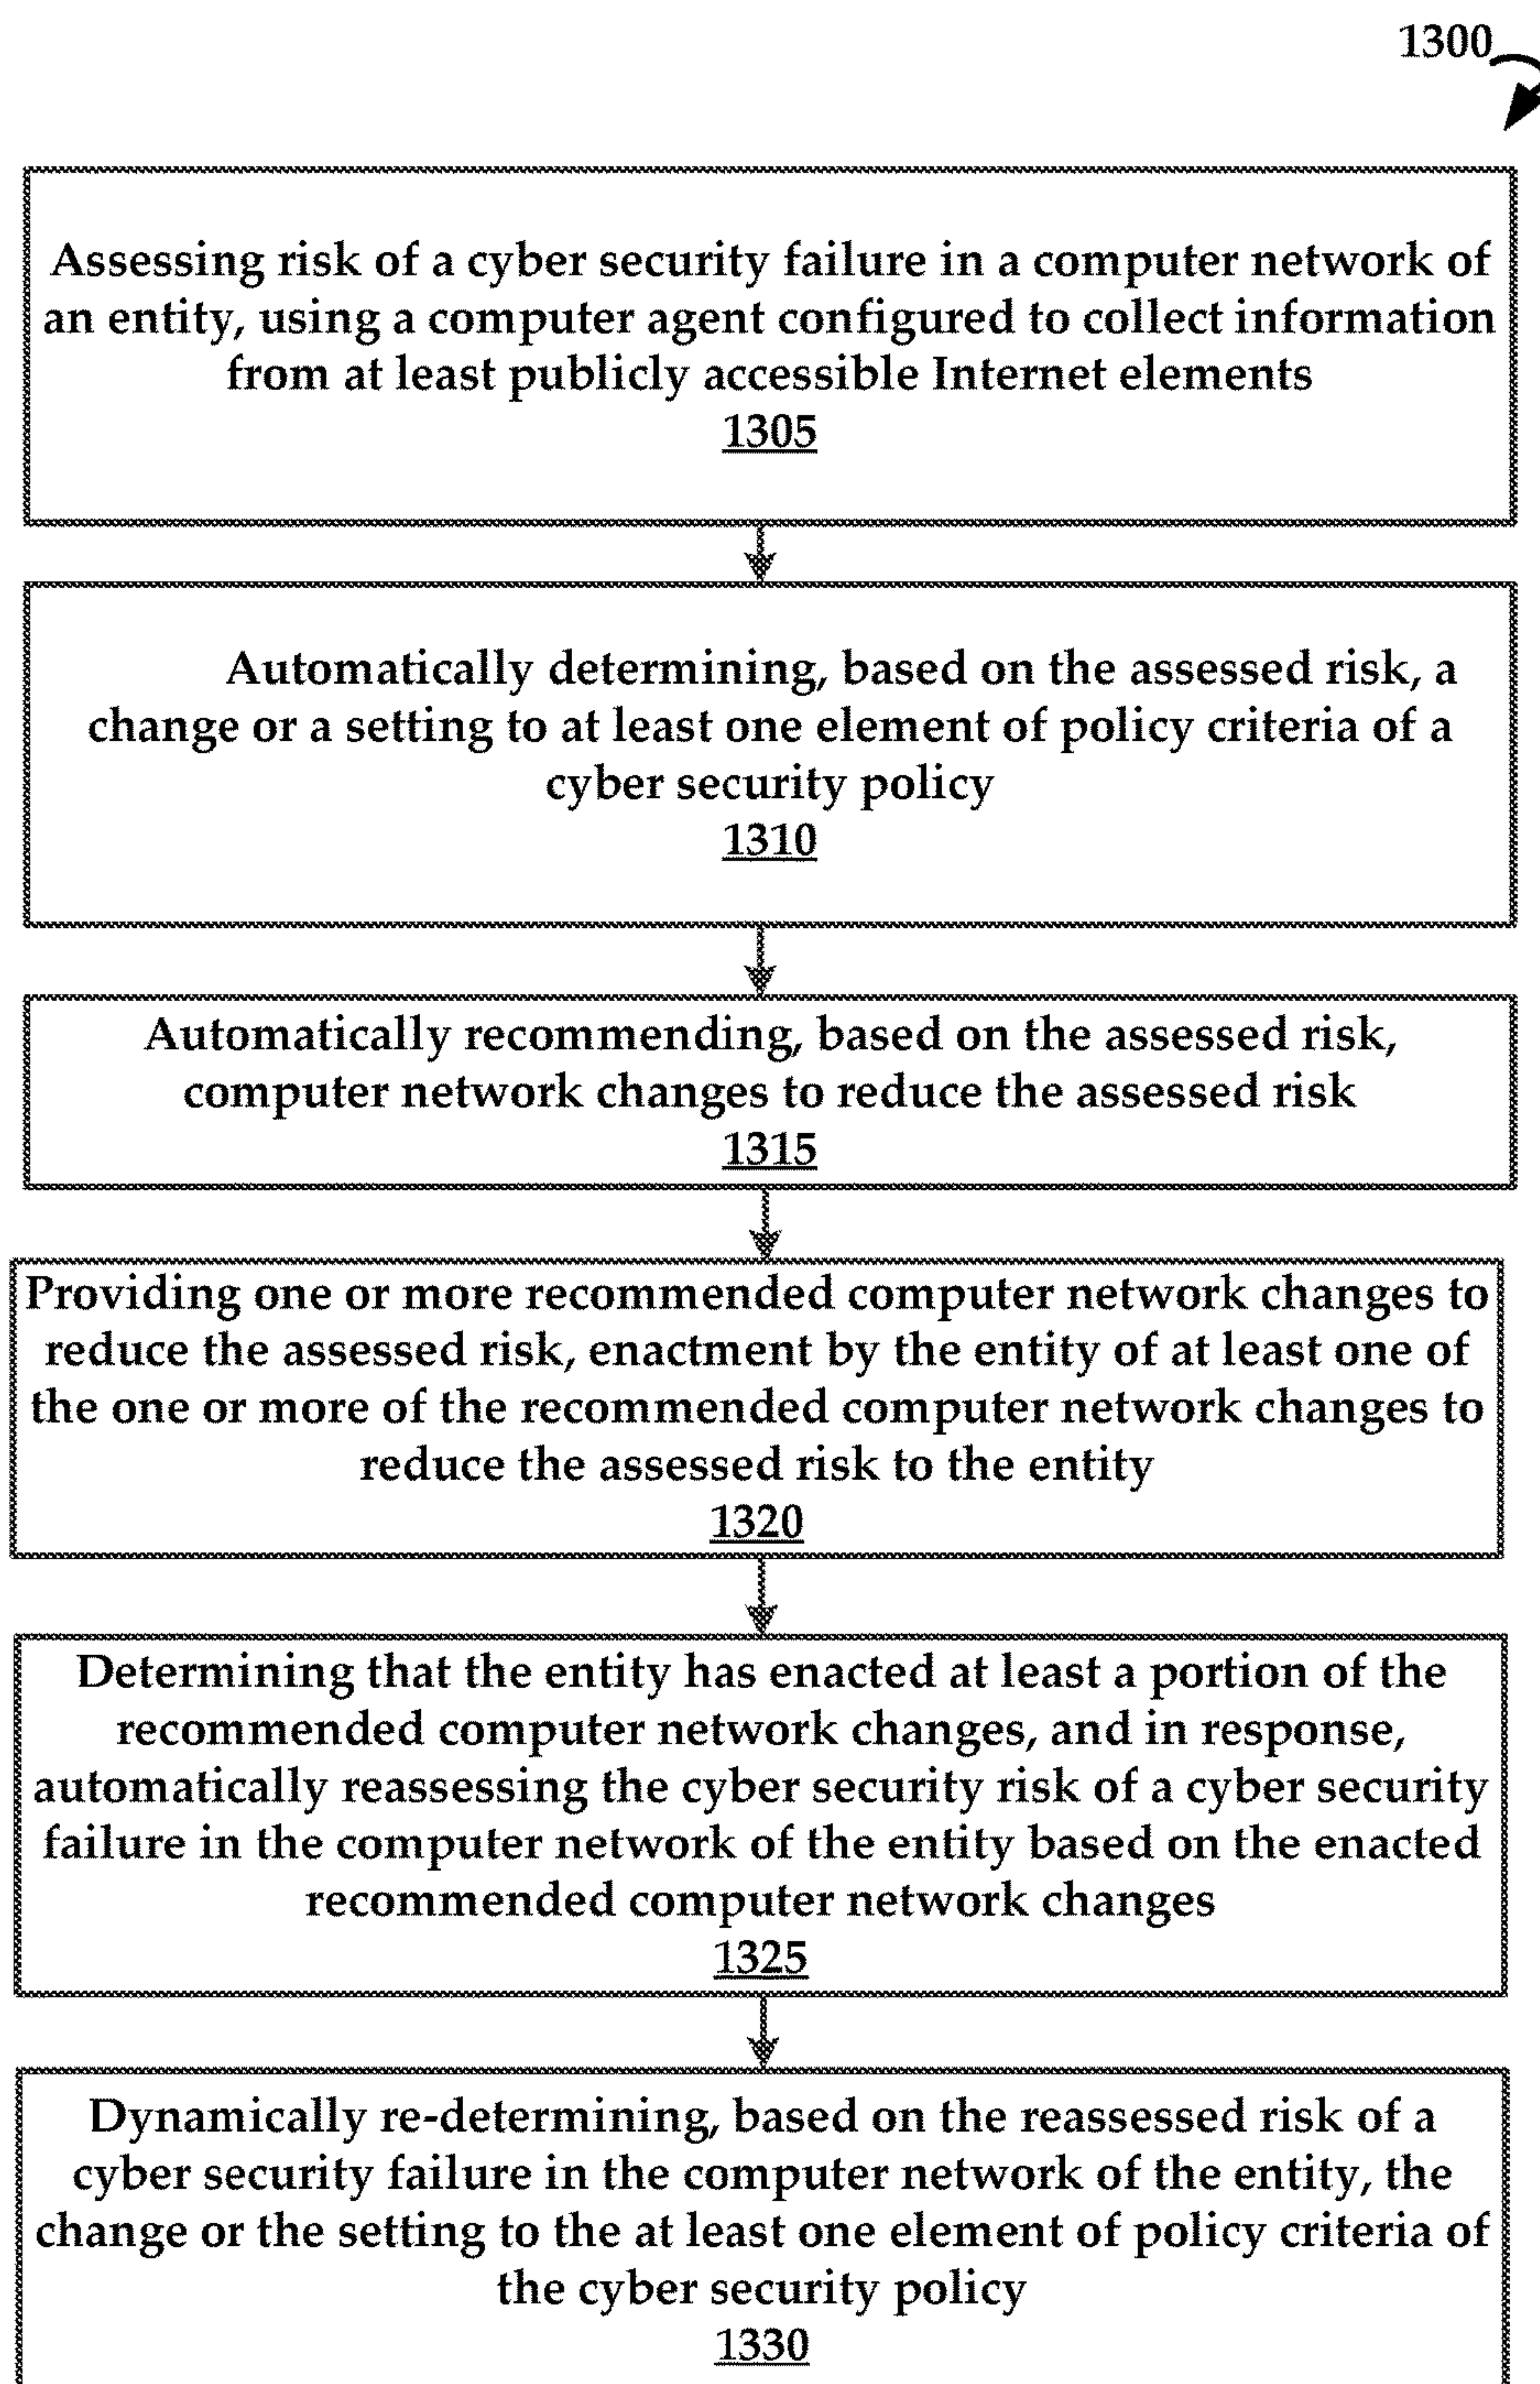 1300
Assessing risk of a cyber security failure in a computer network of
an entity, using a computer agent configured to collect information
from at least publicly accessible Internet elements
1305
Automatically determining, based on the assessed risk, a
change or a setting to at least one element of policy criteria of a
cyber security policy
1310
Automatically recommending, based on the assessed risk,
computer network changes to reduce the assessed risk
1315
Providing one or more recommended computer network changes to
reduce the assessed risk, enactment by the entity of at least one of
the one or more of the recommended computer network changes to
reduce the assessed risk to the entity
1320
Determining that the entity has enacted at least a portion of the
recommended computer network changes, and in response,
automatically reassessing the cyber security risk of a cyber security
failure in the computer network of the entity based on the enacted
recommended computer network changes
1325
Dynamically re-determining, based on the reassessed risk of a
cyber security failure in the computer network of the entity, the
change or the setting to the at least one element of policy criteria of
the cyber security policy
1330